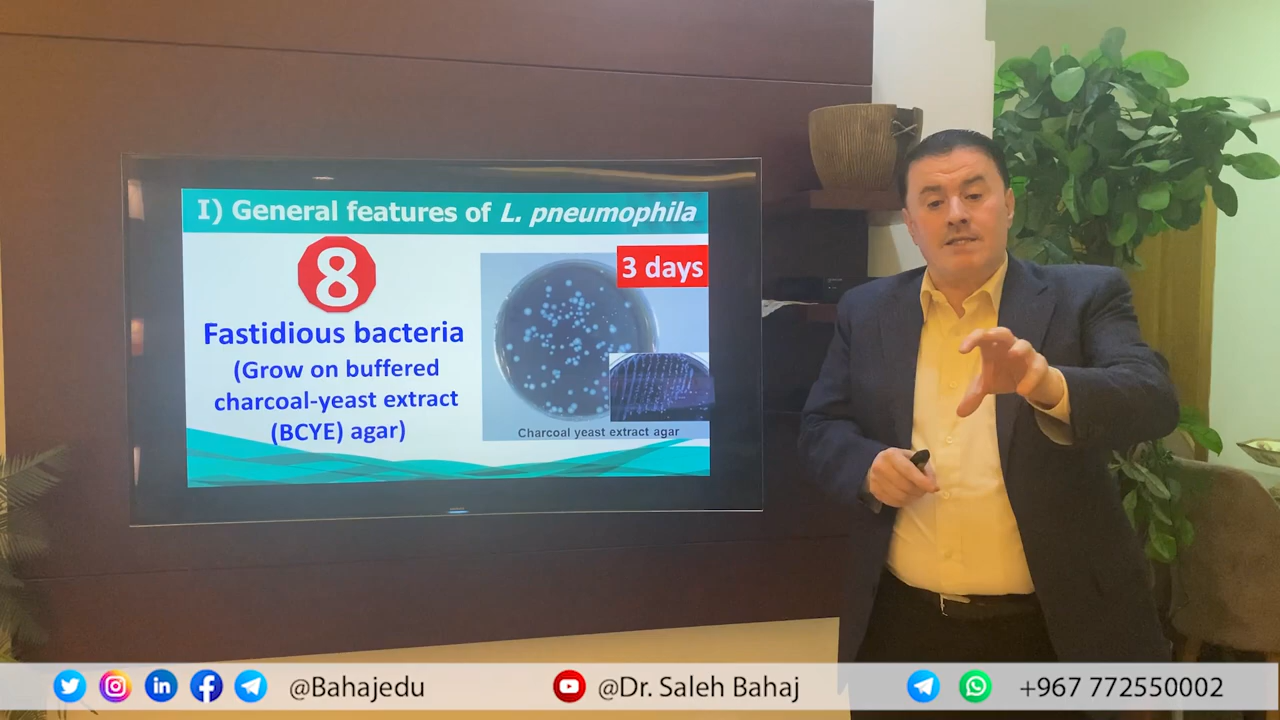 I) General features of L. pneumophila
8
3 days
Fastidious bacteria
(Grow on buffered
charcoal-yeast extract
(BCYE) agar)
Charcoal yeast extract agar
@Bahajedu
@Dr. Saleh Bahaj
+967 772550002